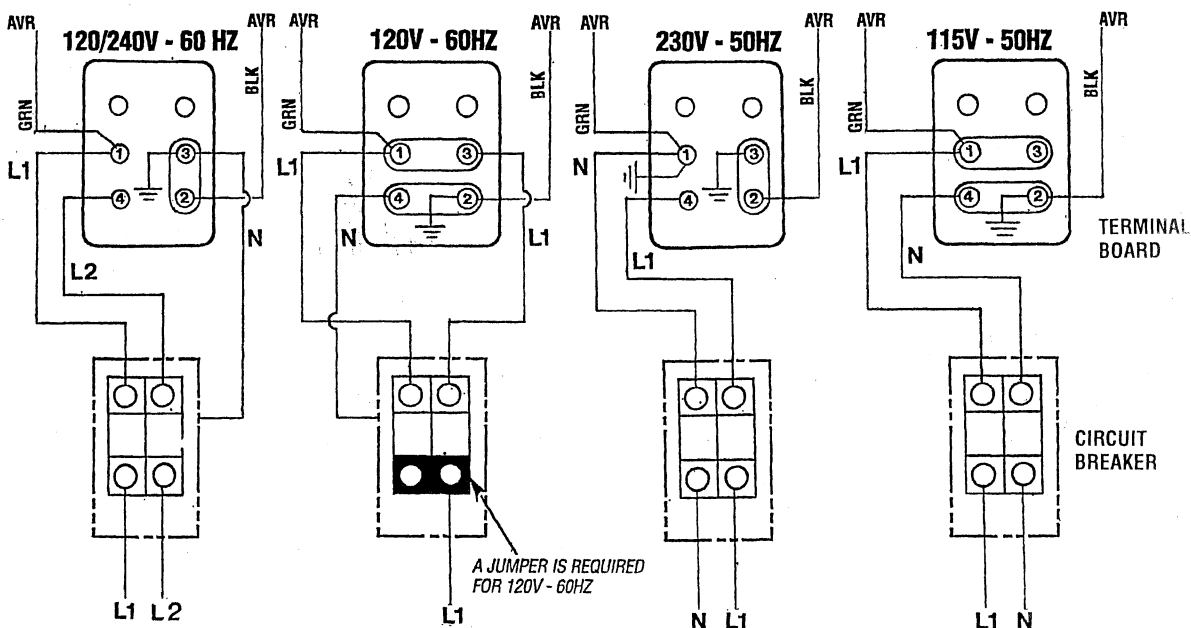 AVR
120/240V - 60 HZ
AVR
GRN
BLK
1
3
4
2
L1
L2
N
L1 L2
AVR
120V - 60HZ
AVR
GRN
BLK
1
3
4
2
L1
N
L1
A JUMPER IS REQUIRED
FOR 120V - 60HZ
L1
AVR
230V - 50HZ
AVR
GRN
BLK
1
3
4
2
N
L1
N L1
AVR
115V - 50HZ
AVR
GRN
BLK
1
3
4
2
L1
N
TERMINAL
BOARD
CIRCUIT
BREAKER
L1 N